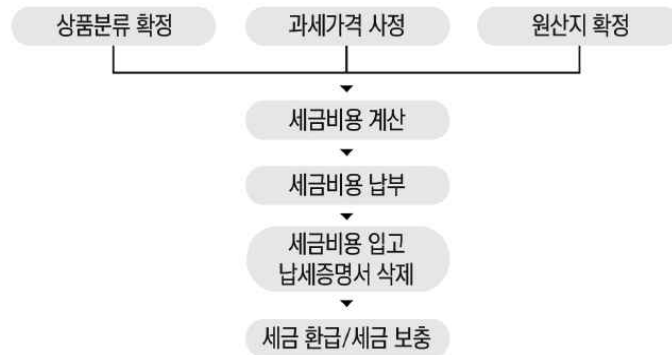 상품분류 확정
과세가격 사정
원산지 확정
세금비용 계산
세금비용 납부
세금비용 입고
납세증명서 삭제
세금 환급/세금 보충